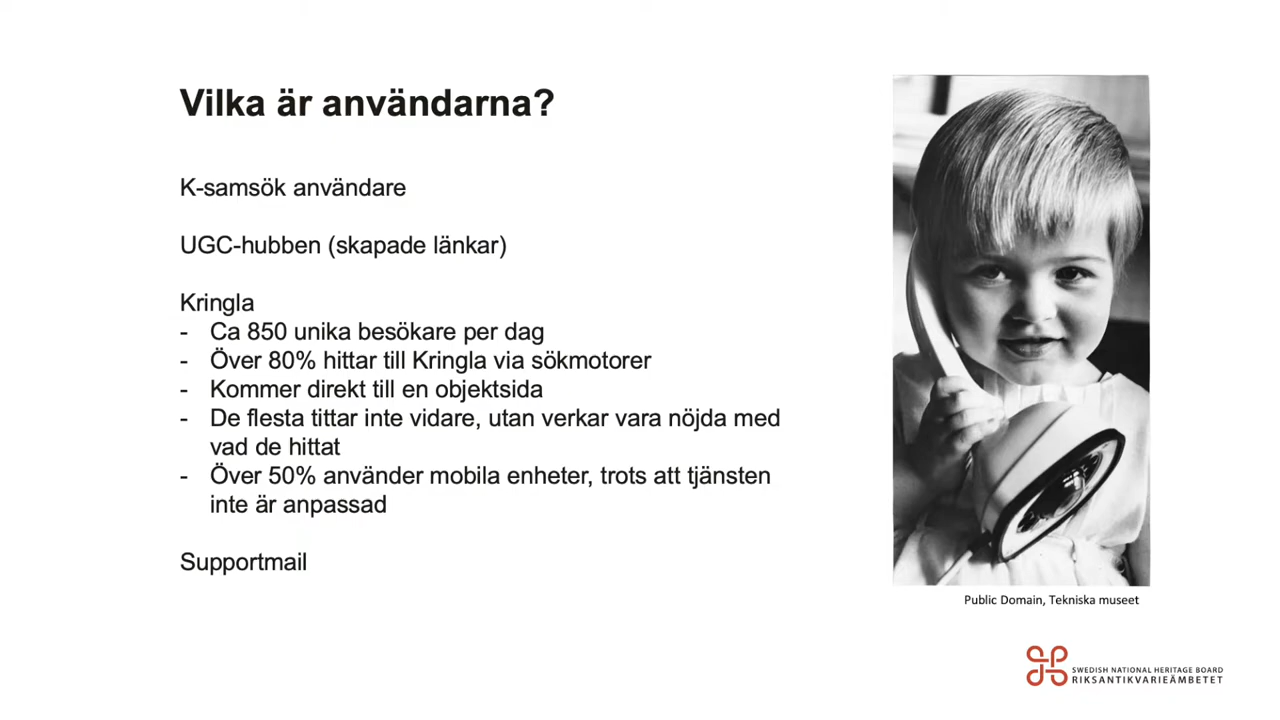 Vilka är användarna?
K-samsök användare
UGC-hubben (skapade länkar)
Kringla
- Ca 850 unika besökare per dag
- Över 80% hittar till Kringla via sökmotorer
- Kommer direkt till en objektsida
- De flesta tittar inte vidare, utan verkar vara nöjda med
vad de hittat
- Över 50% använder mobila enheter, trots att tjänsten
inte är anpassad
Supportmail
Public Domain, Tekniska museet
SWEDISH NATIONAL HERITAGE BOARD
RIKSANTIKVARIEÄMBETET